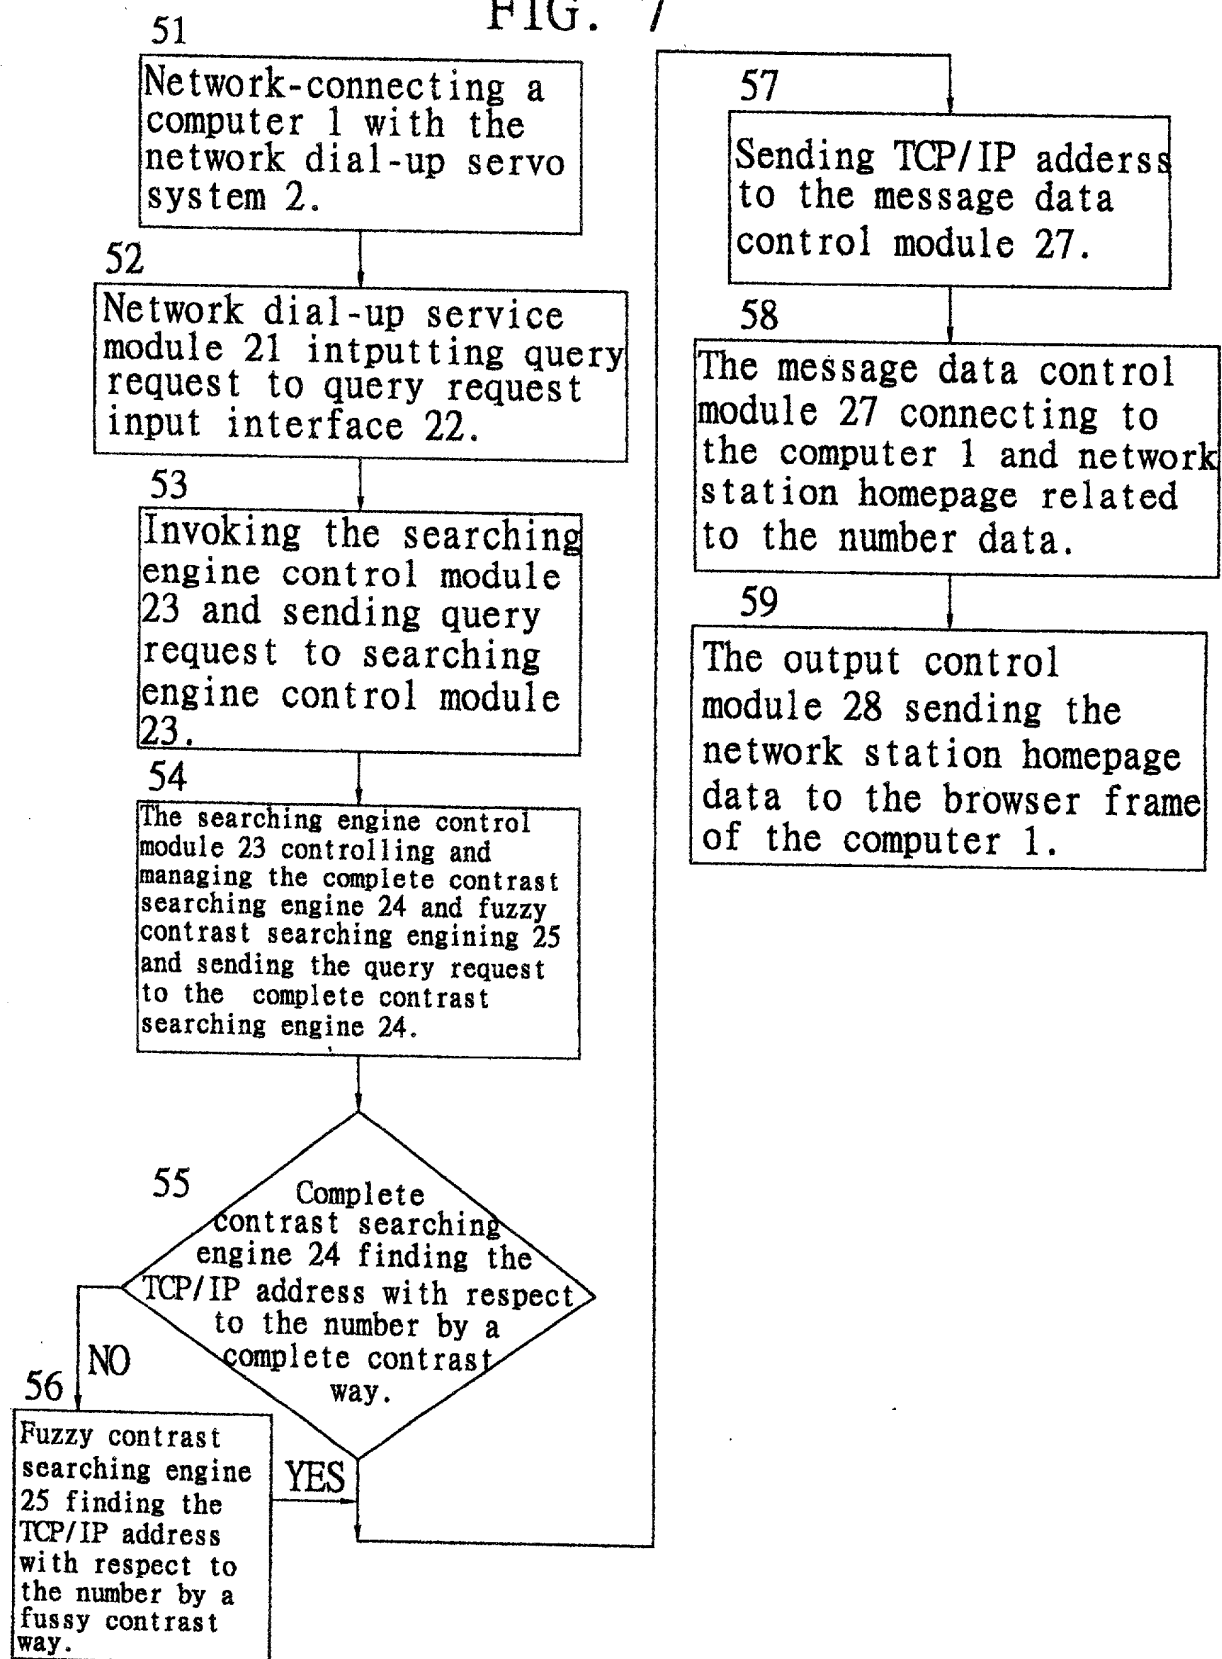 FIG. 7
51
Network-connecting a
computer 1 with the
network dial-up servo
system 2.
52
Network dial-up service
module 21 intputting query
request to query request
input interface 22.
53
Invoking the searching
engine control module
23 and sending query
request to searching
engine control module
23.
54
The searching engine control
module 23 controlling and
managing the complete contrast
searching engine 24 and fuzzy
contrast searching engining 25
and sending the query request
to the complete contrast
searching engine 24.
55
Complete
contrast searching
engine 24 finding the
TCP/IP address with respect
to the number by a
complete contrast
way.
NO
56
Fuzzy contrast
searching engine
25 finding the
TCP/IP address
with respect to
the number by a
fussy contrast
way.
YES
57
Sending TCP/IP adderss
to the message data
control module 27.
58
The message data control
module 27 connecting to
the computer 1 and network
station homepage related
to the number data.
59
The output control
module 28 sending the
network station homepage
data to the browser frame
of the computer 1.